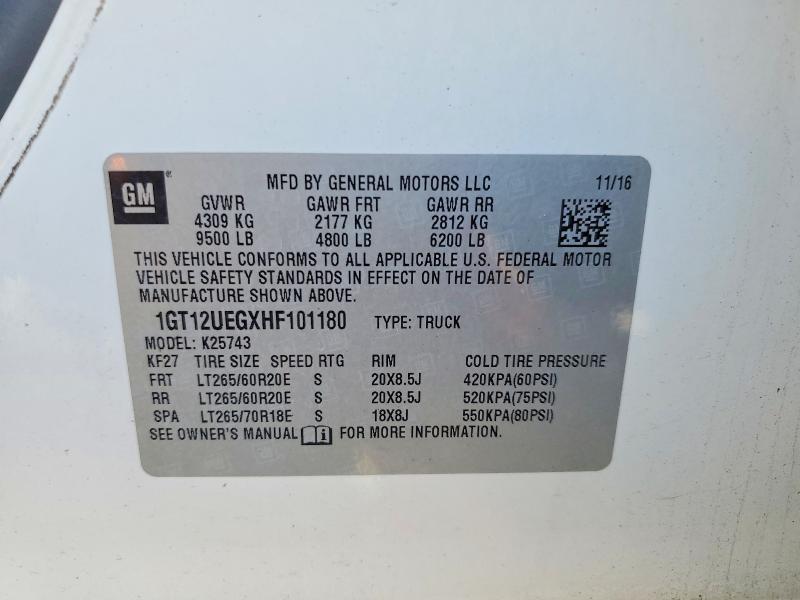 GM ® MFD BY GENERAL MOTORS LLC 11/16
GVWR GAWR FRT GAWR RR
4309 KG 2177 KG 2812 KG
9500 LB 4800 LB 6200 LB
THIS VEHICLE CONFORMS TO ALL APPLICABLE U.S. FEDERAL MOTOR
VEHICLE SAFETY STANDARDS IN EFFECT ON THE DATE OF
MANUFACTURE SHOWN ABOVE.
1GT12UEGXHF101180 TYPE: TRUCK
MODEL: K25743
KF27 TIRE SIZE SPEED RTG RIM COLD TIRE PRESSURE
FRT LT265/60R20E S 20X8.5J 420KPA(60PSI)
RR LT265/60R20E S 20X8.5J 520KPA(75PSI)
SPA LT265/70R18E S 18X8J 550KPA(80PSI)
SEE OWNER'S MANUAL i FOR MORE INFORMATION.